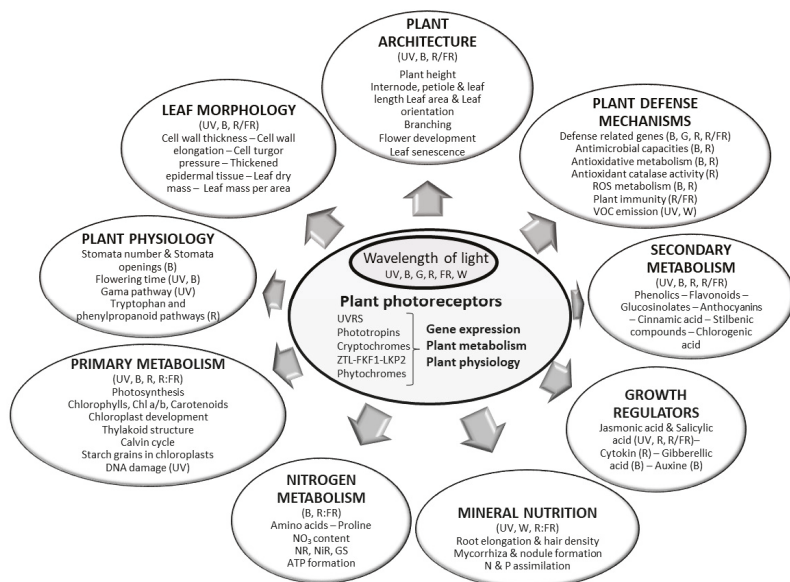 PLANT
ARCHITECTURE
(UV, B, R/FR)
Plant height
Internode, petiole & leaf
length Leaf area & Leaf
orientation
Branching
Flower development
Leaf senescence
LEAF MORPHOLOGY
(UV, B, R/FR)
Cell wall thickness – Cell wall
elongation – Cell turgor
pressure – Thickened
epidermal tissue – Leaf dry
mass – Leaf mass per area
PLANT DEFENSE
MECHANISMS
Defense related genes (B, G, R, R/FR)
Antimicrobial capacities (B, R)
Antioxidative metabolism (B, R)
Antioxidant catalase activity (R)
ROS metabolism (B, R)
Plant immunity (R/FR)
VOC emission (UV, W)
PLANT PHYSIOLOGY
Stomata number & Stomata
openings (B)
Flowering time (UV, B)
Gama pathway (UV)
Tryptophan and
phenylpropanoid pathways (R)
Wavelength of light
UV, B, G, R, FR, W
Plant photoreceptors
UVRS
Phototropins
Cryptochromes
ZTL-FKF1-LKP2
Phytochromes
Gene expression
Plant metabolism
Plant physiology
SECONDARY
METABOLISM
(UV, B, R, R/FR)
Phenolics – Flavonoids –
Glucosinolates – Anthocyanins
– Cinnamic acid – Stilbenic
compounds – Chlorogenic
acid
PRIMARY METABOLISM
(UV, B, R, R:FR)
Photosynthesis
Chlorophylls, Chl a/b, Carotenoids
Chloroplast development
Thylakoid structure
Calvin cycle
Starch grains in chloroplasts
DNA damage (UV)
GROWTH
REGULATORS
Jasmonic acid & Salicylic
acid (UV, R, R/FR)–
Cytokin (R) – Gibberellic
acid (B) – Auxine (B)
NITROGEN
METABOLISM
(B, R:FR)
Amino acids – Proline
NO₃ content
NR, NiR, GS
ATP formation
MINERAL NUTRITION
(UV, W, R:FR)
Root elongation & hair density
Mycorrhiza & nodule formation
N & P assimilation